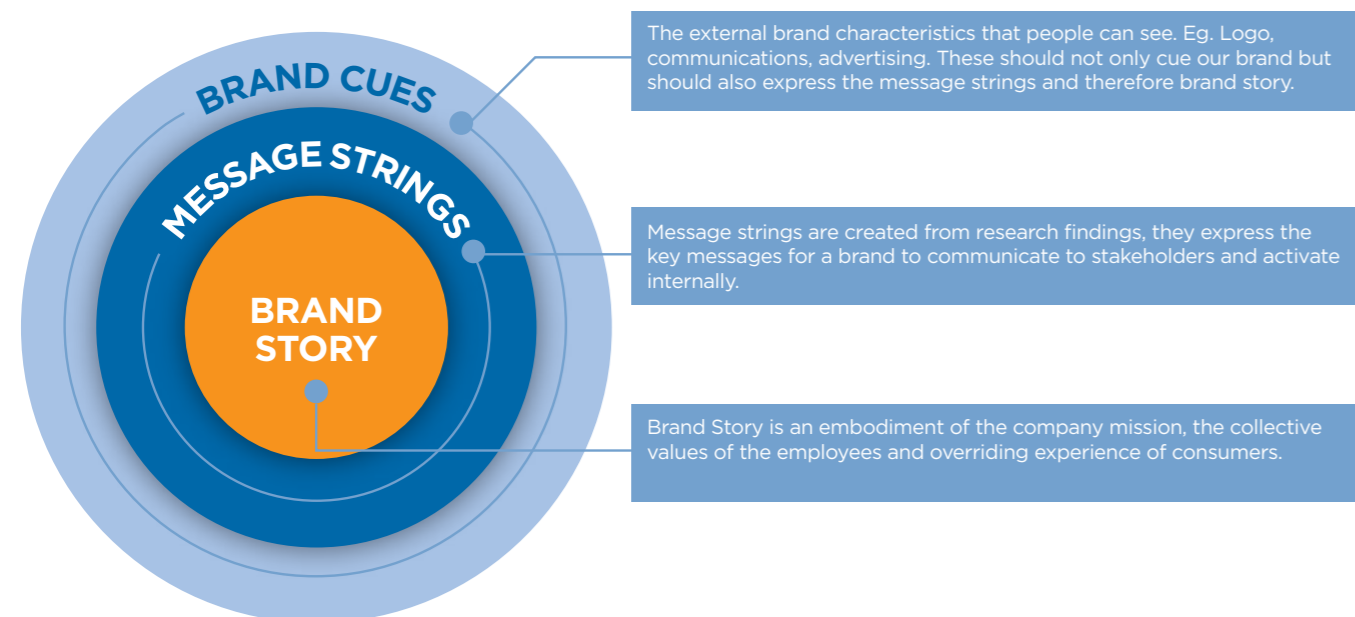 BRAND CUES
MESSAGE STRINGS
BRAND
STORY
The external brand characteristics that people can see. Eg. Logo,
communications, advertising. These should not only cue our brand but
should also express the message strings and therefore brand story.
Message strings are created from research findings, they express the
key messages for a brand to communicate to stakeholders and activate
internally.
Brand Story is an embodiment of the company mission, the collective
values of the employees and overriding experience of consumers.